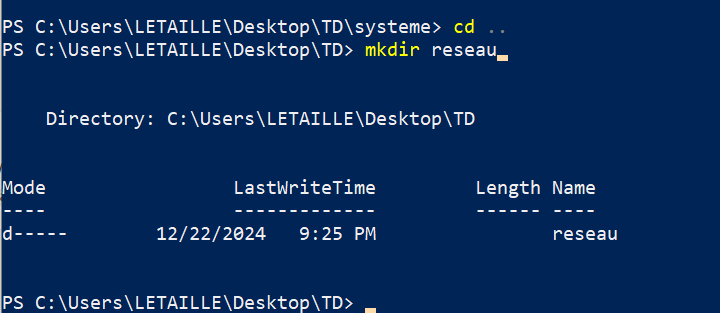 PS C:\Users\LETAILLE\Desktop\TD\systeme> cd ..
PS C:\Users\LETAILLE\Desktop\TD> mkdir reseau
Directory: C:\Users\LETAILLE\Desktop\TD
Mode LastWriteTime Length Name
---- ------------- ------ ----
d----- 12/22/2024 9:25 PM reseau
PS C:\Users\LETAILLE\Desktop\TD>